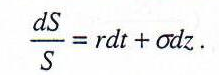 dS/S = rdt + σdz.